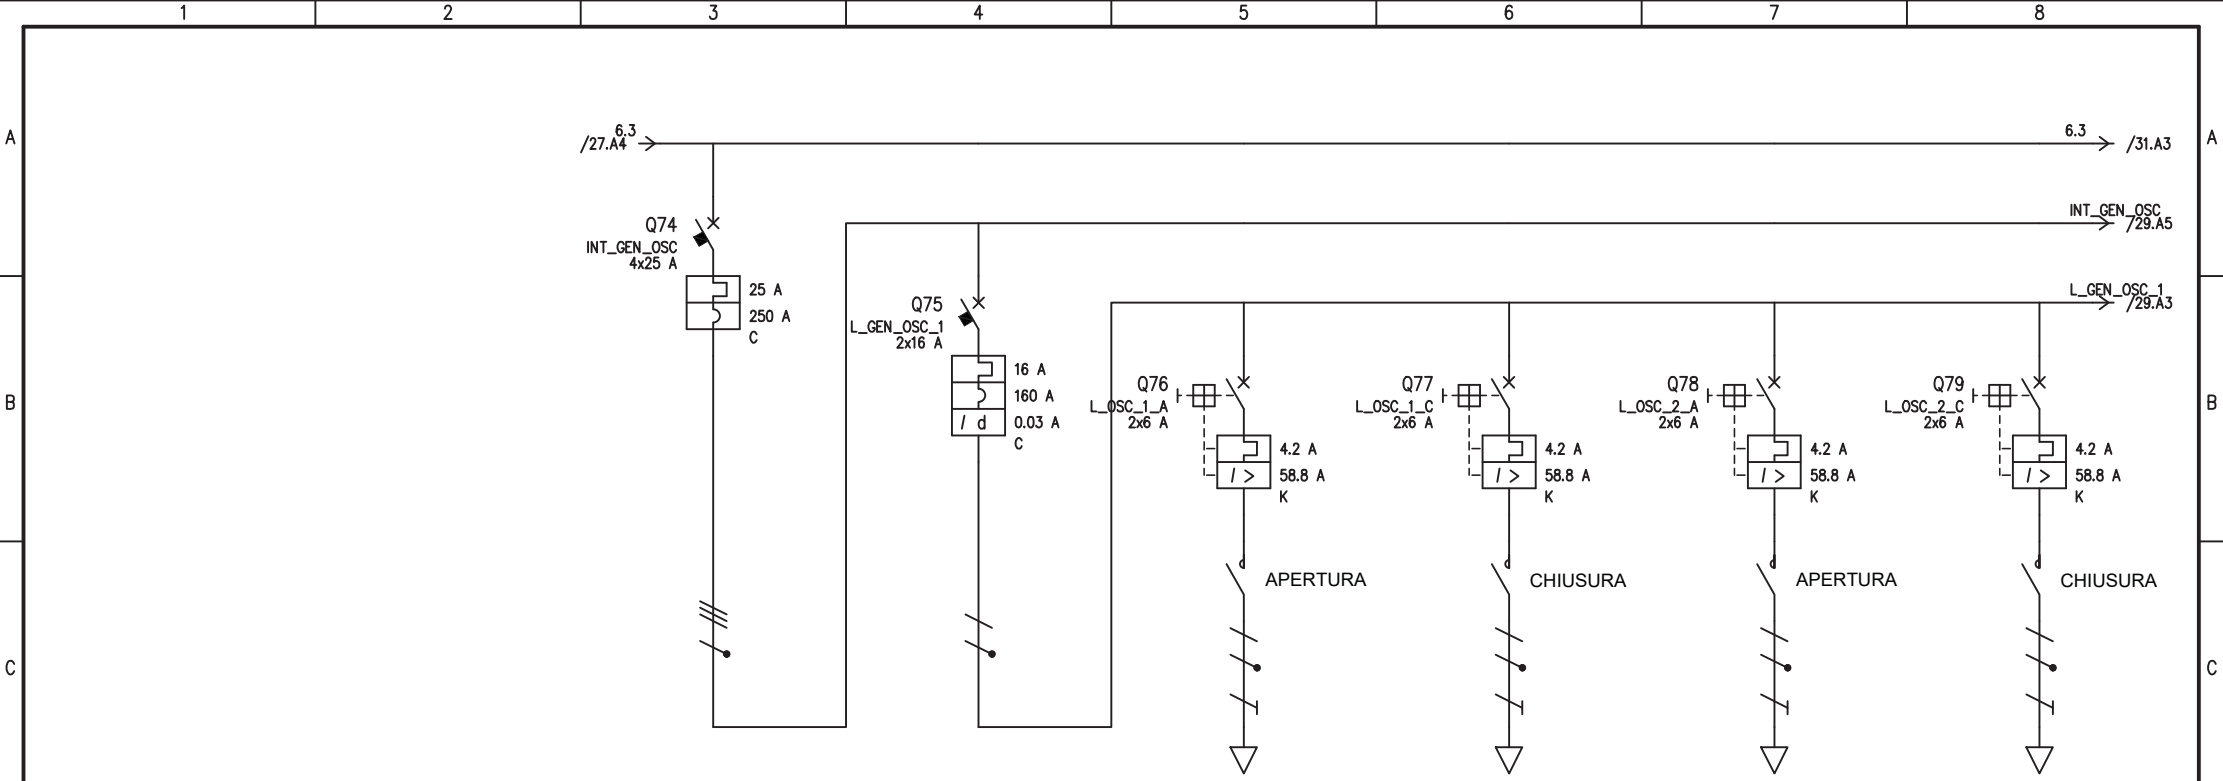 1 2 3 4 5 6 7 8
A A
6.3 6.3
/27.A4 /31.A3
INT_GEN_OSC
/29.A5
Q74
INT_GEN_OSC
4x25 A
25 A
250 A
C
L_GEN_OSC_1
/29.A3
Q75
L_GEN_OSC_1
2x16 A
16 A
160 A
I d 0.03 A
C
B B
Q76 Q77 Q78 Q79
L_OSC_1_A L_OSC_1_C L_OSC_2_A L_OSC_2_C
2x6 A 2x6 A 2x6 A 2x6 A
4.2 A 4.2 A 4.2 A 4.2 A
I > 58.8 A I > 58.8 A I > 58.8 A I > 58.8 A
K K K K
APERTURA CHIUSURA APERTURA CHIUSURA
C C